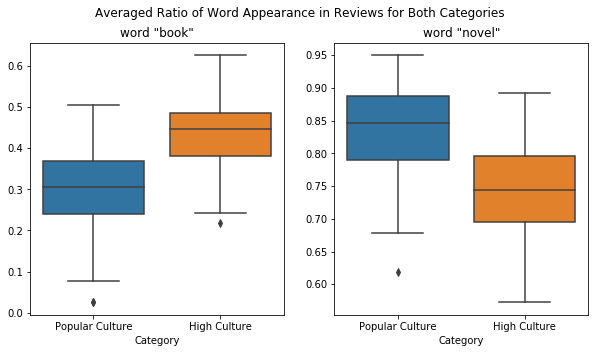 Averaged Ratio of Word Appearance in Reviews for Both Categories
word "book"
0.6
0.5
0.4
0.3
0.2
0.1
0.0
Popular Culture
High Culture
Category
word "novel"
0.95
0.90
0.85
0.80
0.75
0.70
0.65
0.60
Popular Culture
High Culture
Category